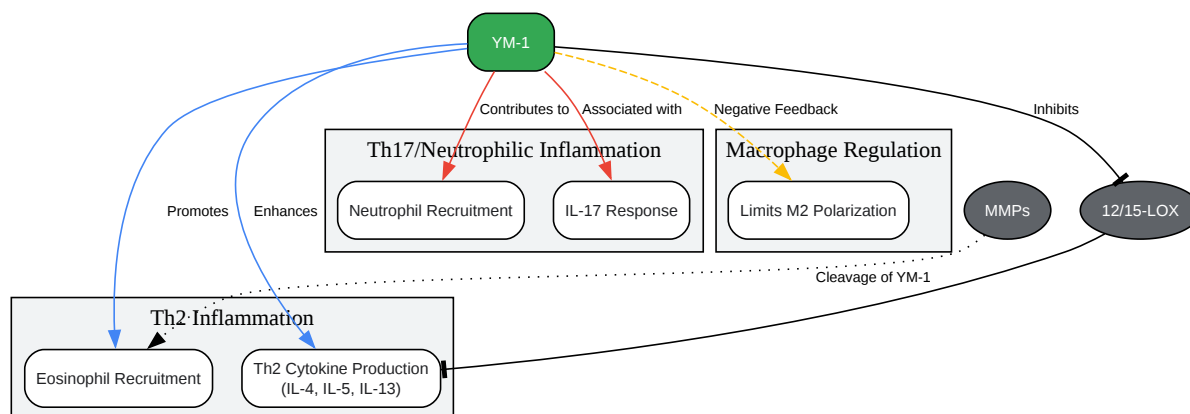 YM-1
Contributes to
Associated with
Negative Feedback
Inhibits
Th17/Neutrophilic Inflammation
Macrophage Regulation
Neutrophil Recruitment
IL-17 Response
Limits M2 Polarization
MMPs
12/15-LOX
Promotes
Enhances
Cleavage of YM-1
Th2 Inflammation
Eosinophil Recruitment
Th2 Cytokine Production
(IL-4, IL-5, IL-13)